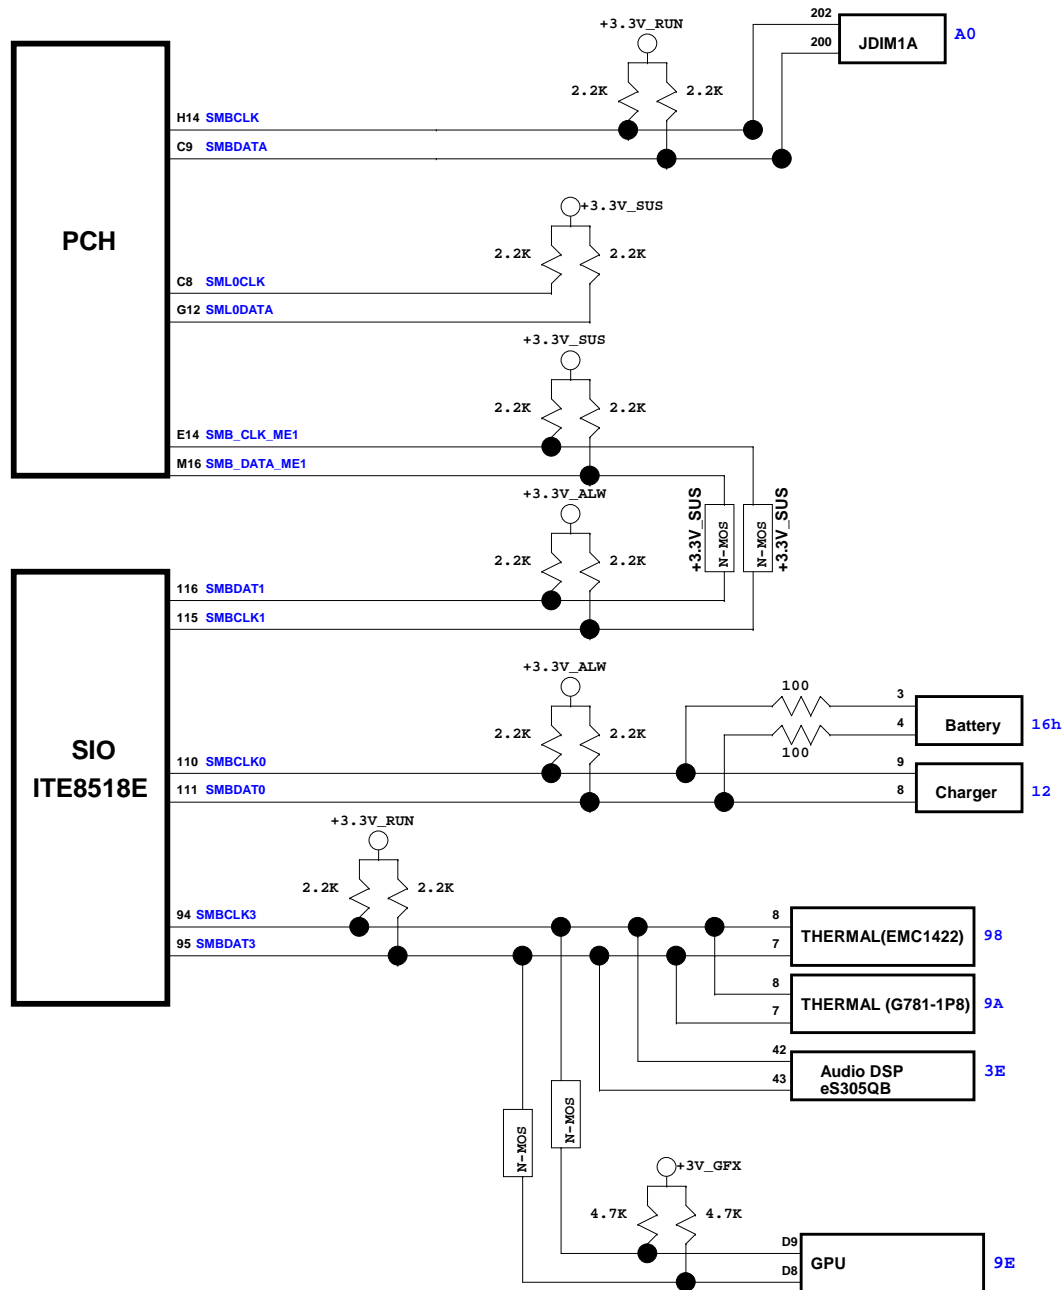 +3.3V_RUN
202
200
JDIM1A
A0
2.2K
2.2K
H14 SMBCLK
C9 SMBDATA
PCH
+3.3V_SUS
2.2K
2.2K
C8 SML0CLK
G12 SML0DATA
+3.3V_SUS
2.2K
2.2K
E14 SMB_CLK_ME1
M16 SMB_DATA_ME1
+3.3V_ALW
+3.3V_SUS
N-MOS
N-MOS
+3.3V_SUS
2.2K
2.2K
116 SMBDAT1
115 SMBCLK1
+3.3V_ALW
100
3
4
100
Battery
16h
2.2K
2.2K
SIO
ITE8518E
110 SMBCLK0
111 SMBDAT0
9
8
Charger
12
+3.3V_RUN
2.2K
2.2K
94 SMBCLK3
95 SMBDAT3
8
7
THERMAL(EMC1422)
98
8
7
THERMAL (G781-1P8)
9A
42
43
Audio DSP
eS305QB
3E
N-MOS
N-MOS
+3V_GFX
4.7K
4.7K
D9
D8
GPU
9E